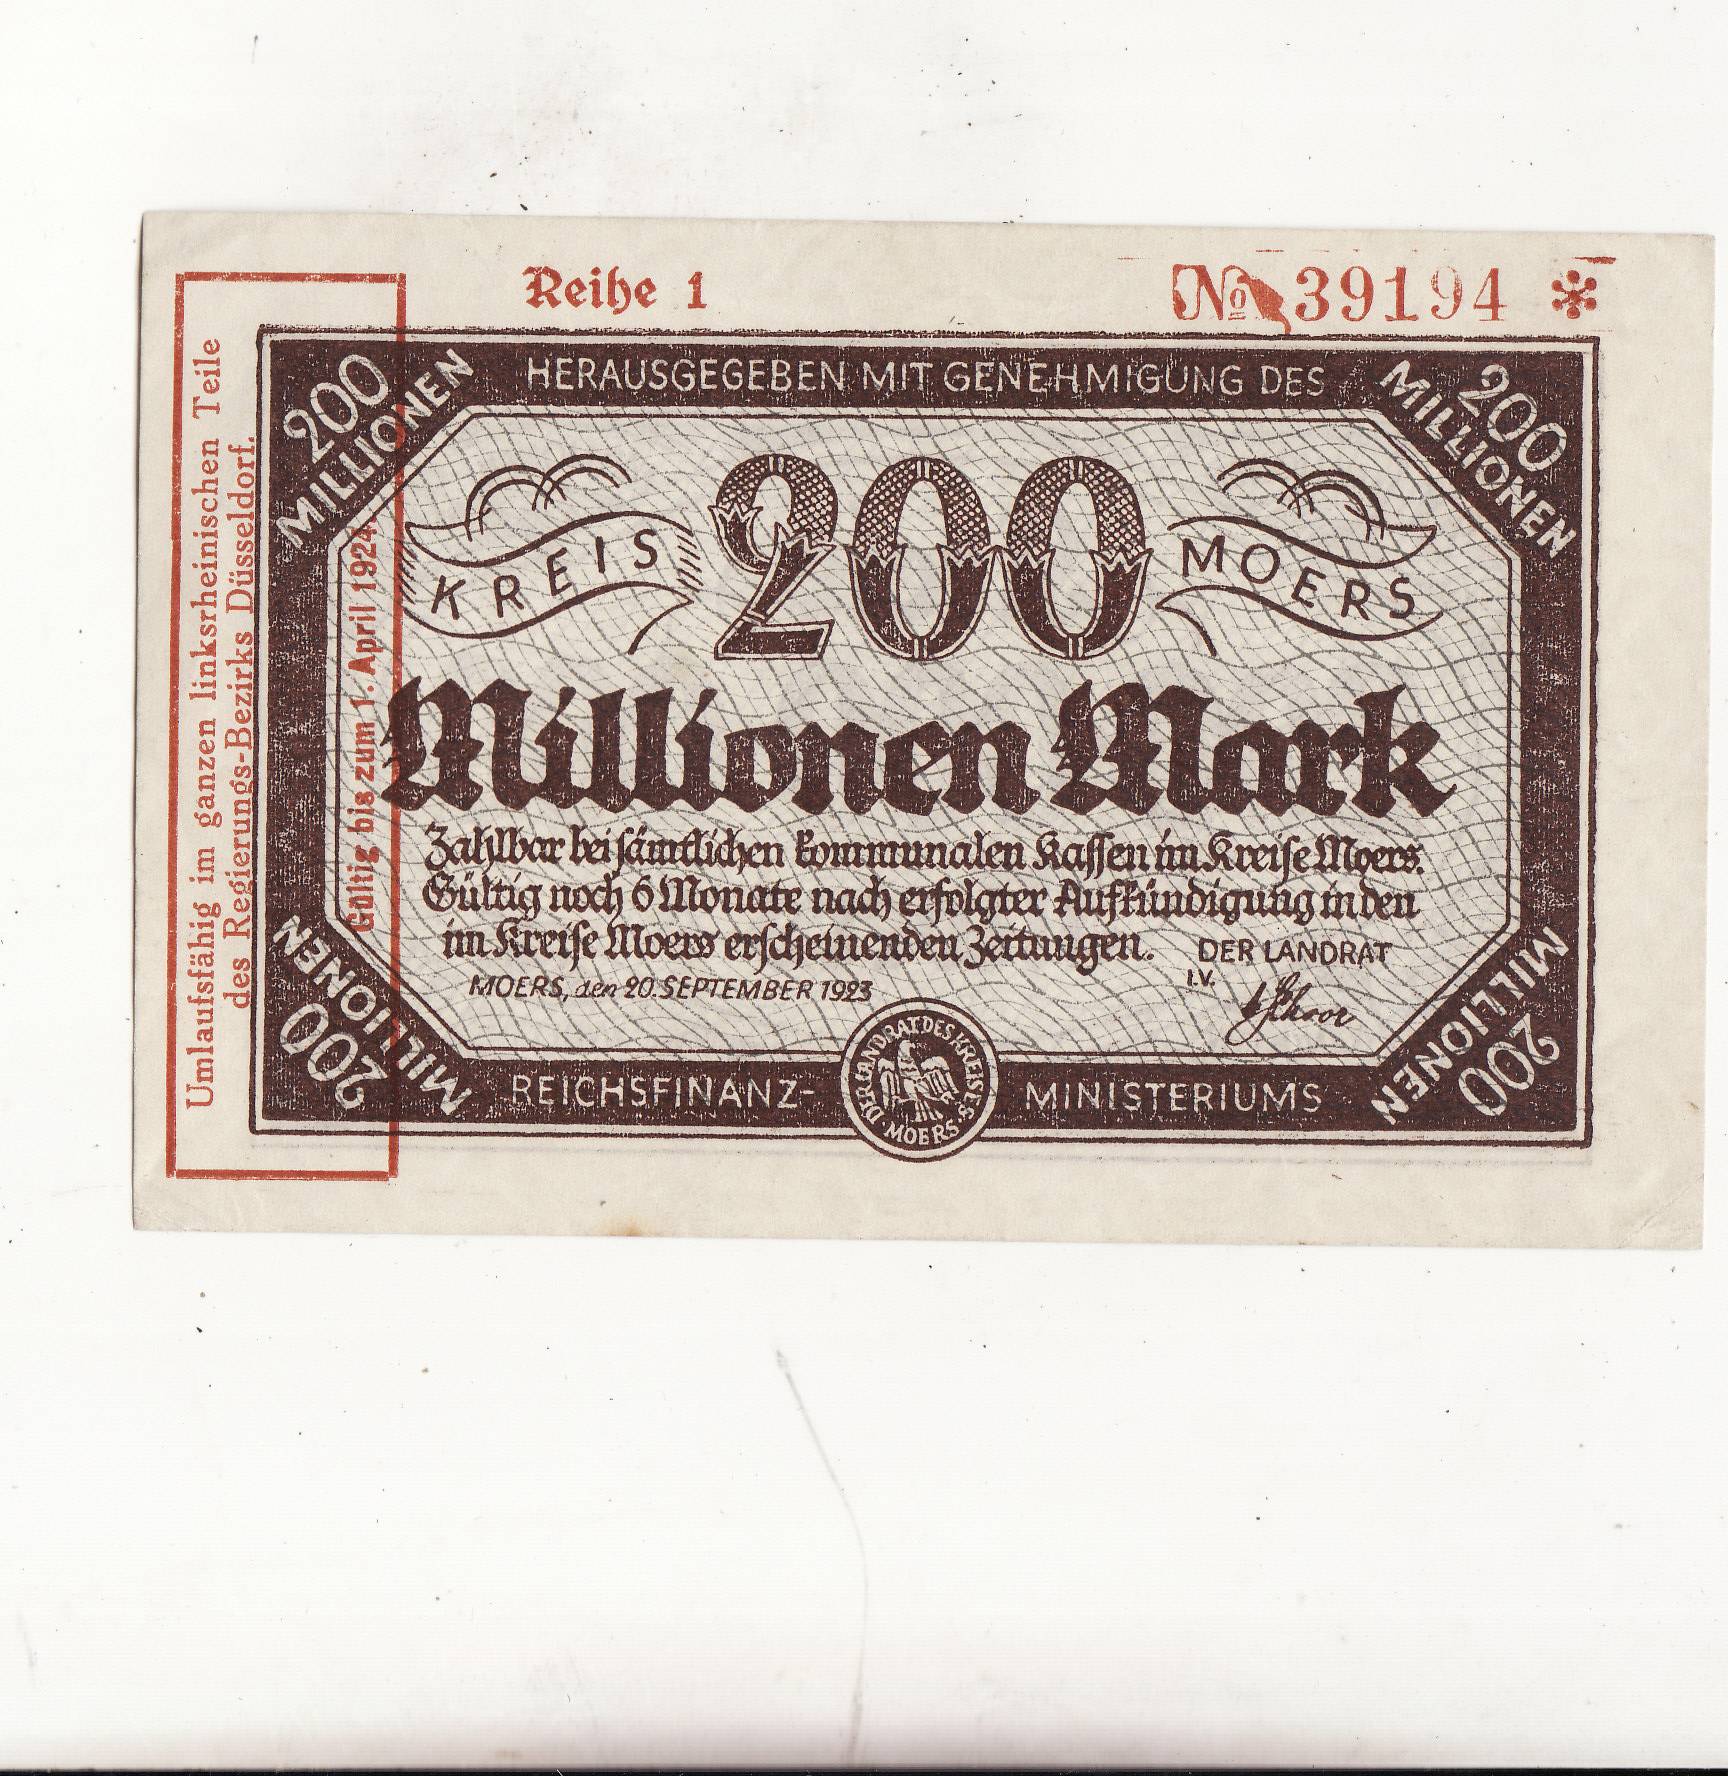 Reihe 1
№ 39194 *
Umlaufsfähig im ganzen linksrheinischen Teile
des Regierungs-Bezirks Düsseldorf.
Gültig bis zum 1. April 1924.
200
MILLIONEN
HERAUSGEGEBEN MIT GENEHMIGUNG DES
200
MILLIONEN
KREIS
200
MOERS
Millionen Mark
Zahlbar bei sämtlichen kommunalen Kassen im Kreise Moers.
Gültig noch 6 Monate nach erfolgter Aufkündigung in den
im Kreise Moers erscheinenden Zeitungen.
DER LANDRAT
I.V.
MOERS, den 20. SEPTEMBER 1923
200
MILLIONEN
REICHSFINANZ-
DER LANDRAT DES KREISES
MOERS
MINISTERIUMS
200
MILLIONEN